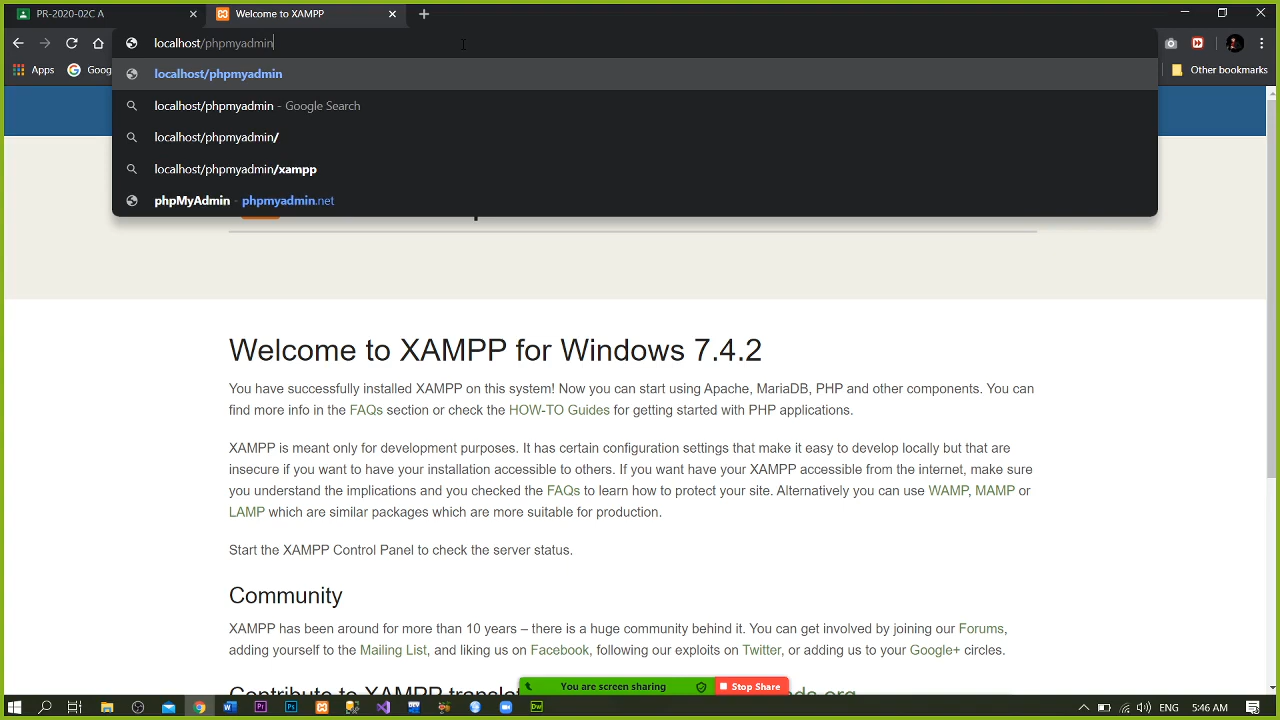 PR-2020-02C A
Welcome to XAMPP
localhost/phpmyadmin
Apps
Goog
Other bookmarks
localhost/phpmyadmin
localhost/phpmyadmin - Google Search
localhost/phpmyadmin/
localhost/phpmyadmin/xampp
phpMyAdmin - phpmyadmin.net
Welcome to XAMPP for Windows 7.4.2
You have successfully installed XAMPP on this system! Now you can start using Apache, MariaDB, PHP and other components. You can
find more info in the FAQs section or check the HOW-TO Guides for getting started with PHP applications.
XAMPP is meant only for development purposes. It has certain configuration settings that make it easy to develop locally but that are
insecure if you want to have your installation accessible to others. If you want have your XAMPP accessible from the internet, make sure
you understand the implications and you checked the FAQs to learn how to protect your site. Alternatively you can use WAMP, MAMP or
LAMP which are similar packages which are more suitable for production.
Start the XAMPP Control Panel to check the server status.
Community
XAMPP has been around for more than 10 years – there is a huge community behind it. You can get involved by joining our Forums,
adding yourself to the Mailing List, and liking us on Facebook, following our exploits on Twitter, or adding us to your Google+ circles.
Contribute to XAMPP
You are screen sharing
Stop Share
ENG
5:46 AM